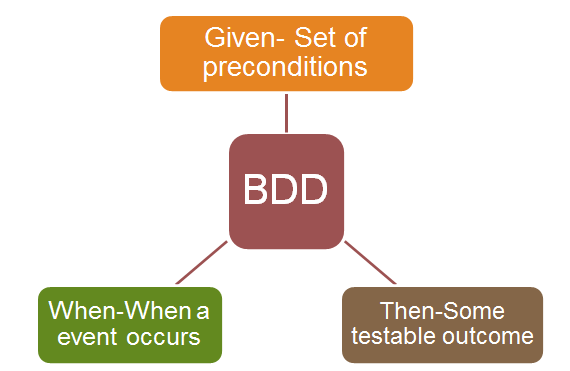 Given- Set of
preconditions
BDD
When-When a
event occurs
Then-Some
testable outcome